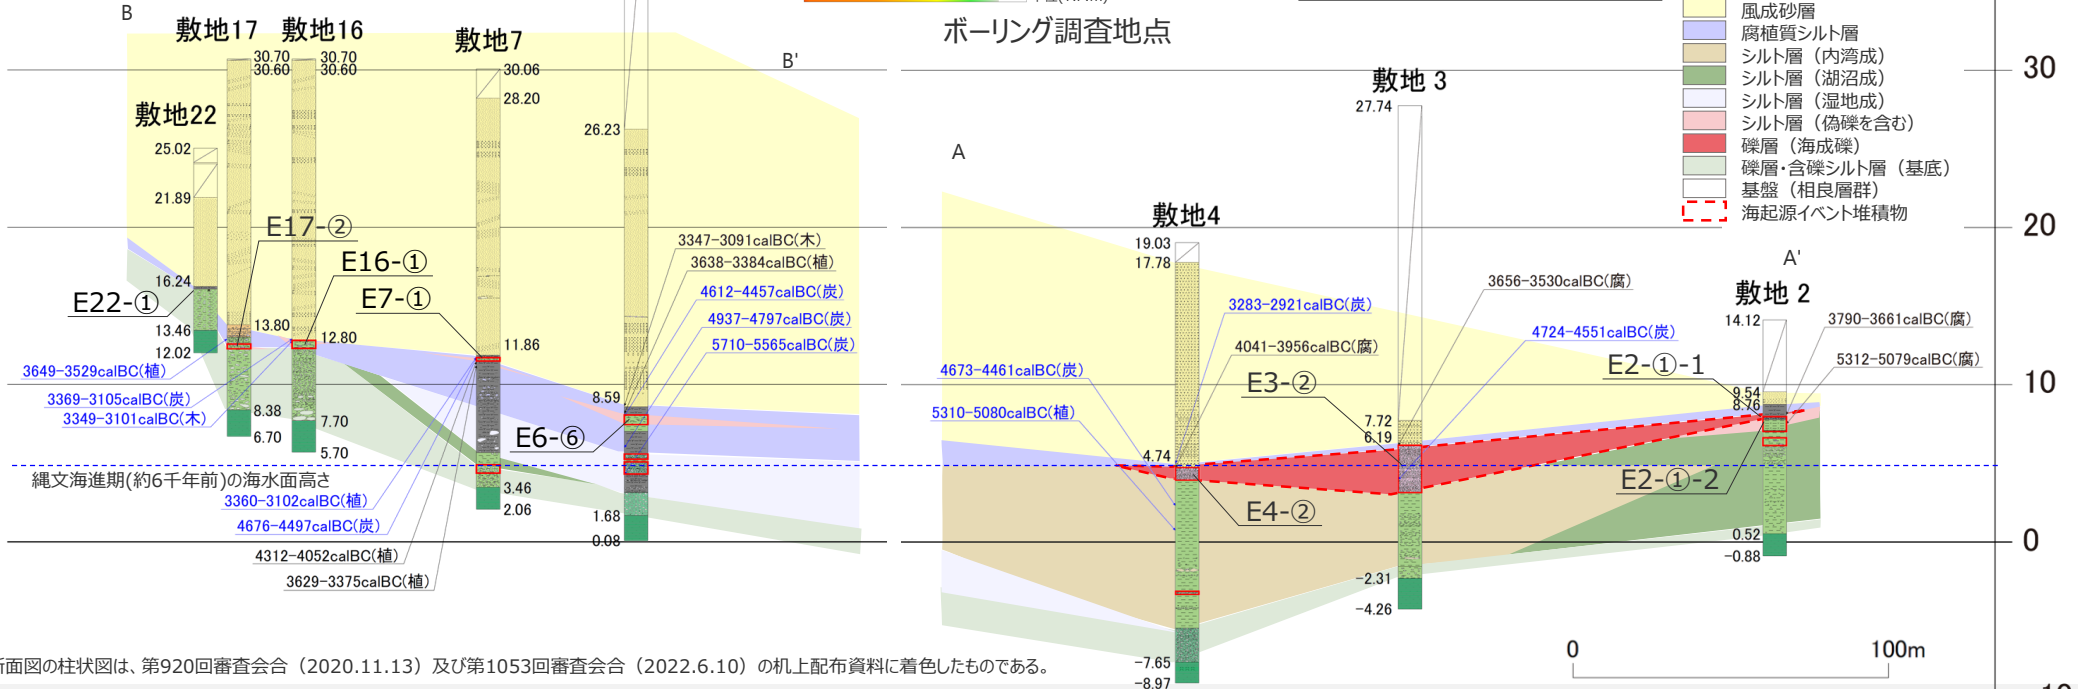 ボーリング調査地点
風成砂層
腐植質シルト層
シルト層（内湾成）
シルト層（湖沼成）
シルト層（湿地成）
シルト層（偽礫を含む）
礫層（海成礫）
礫層・含礫シルト層（基底）
基盤（相良層群）
海起源イベント堆積物
B
B'
敷地22
25.02
21.89
16.24
13.46
12.02
E22-①
敷地17
30.70
30.60
13.80
8.38
6.70
E17-②
敷地16
30.70
30.60
12.80
7.70
5.70
E16-①
敷地7
30.06
28.20
11.86
3.46
2.06
E7-①
26.23
8.59
1.68
0.08
E6-⑥
3649-3529calBC(植)
3369-3105calBC(炭)
3349-3101calBC(木)
縄文海進期(約6千年前)の海水面高さ
3360-3102calBC(植)
4676-4497calBC(炭)
4312-4052calBC(植)
3629-3375calBC(植)
3347-3091calBC(木)
3638-3384calBC(植)
4612-4457calBC(炭)
4937-4797calBC(炭)
5710-5565calBC(炭)
A
A'
敷地4
19.03
17.78
4.74
-7.65
-8.97
E4-②
4673-4461calBC(炭)
5310-5080calBC(植)
3283-2921calBC(炭)
4041-3956calBC(腐)
敷地 3
27.74
7.72
6.19
-2.31
-4.26
E3-②
3656-3530calBC(腐)
4724-4551calBC(炭)
敷地 2
14.12
9.54
8.76
0.52
-0.88
E2-①-1
E2-①-2
3790-3661calBC(腐)
5312-5079calBC(腐)
30
20
10
0
0
100m
面図の柱状図は、第920回審査会合（2020.11.13）及び第1053回審査会合（2022.6.10）の机上配布資料に着色したものである。